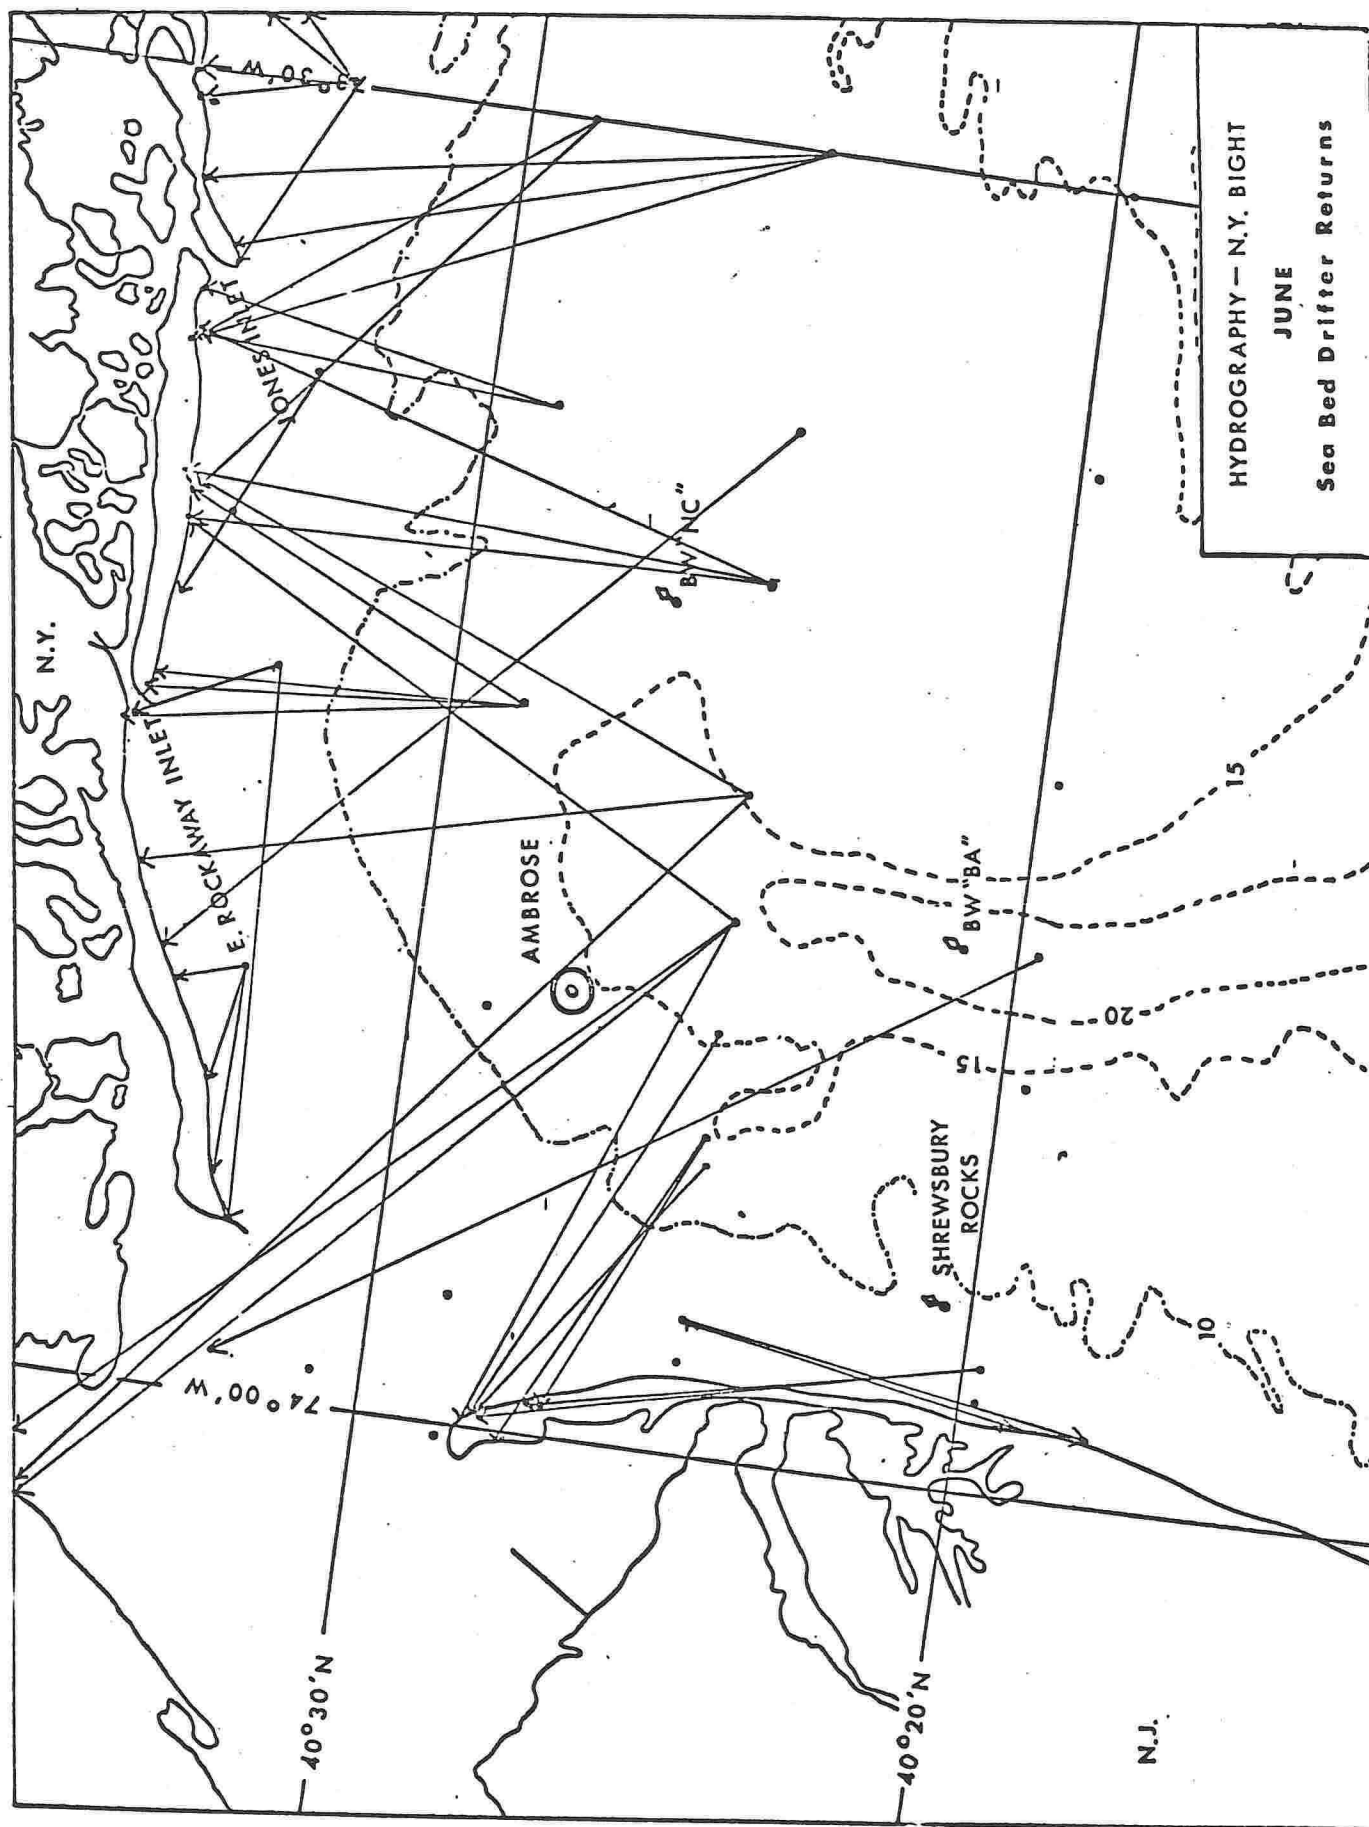 N.Y.
30' W
JONES INLET
E. ROCKAWAY INLET
AMBROSE
BW "NC"
BW "BA"
SHREWSBURY
ROCKS
74°00' W
40°30'N
40°20'N
N.J.
15
20
15
10
HYDROGRAPHY — N.Y. BIGHT
JUNE
Sea Bed Drifter Returns